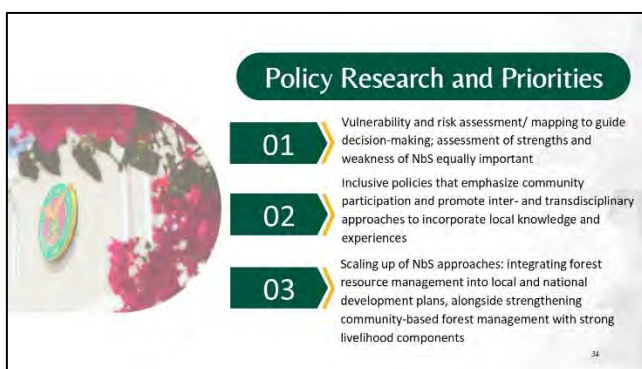 Policy Research and Priorities
01
Vulnerability and risk assessment/ mapping to guide
decision-making; assessment of strengths and
weakness of NbS equally important
02
Inclusive policies that emphasize community
participation and promote inter- and transdisciplinary
approaches to incorporate local knowledge and
experiences
03
Scaling up of NbS approaches: integrating forest
resource management into local and national
development plans, alongside strengthening
community-based forest management with strong
livelihood components
34